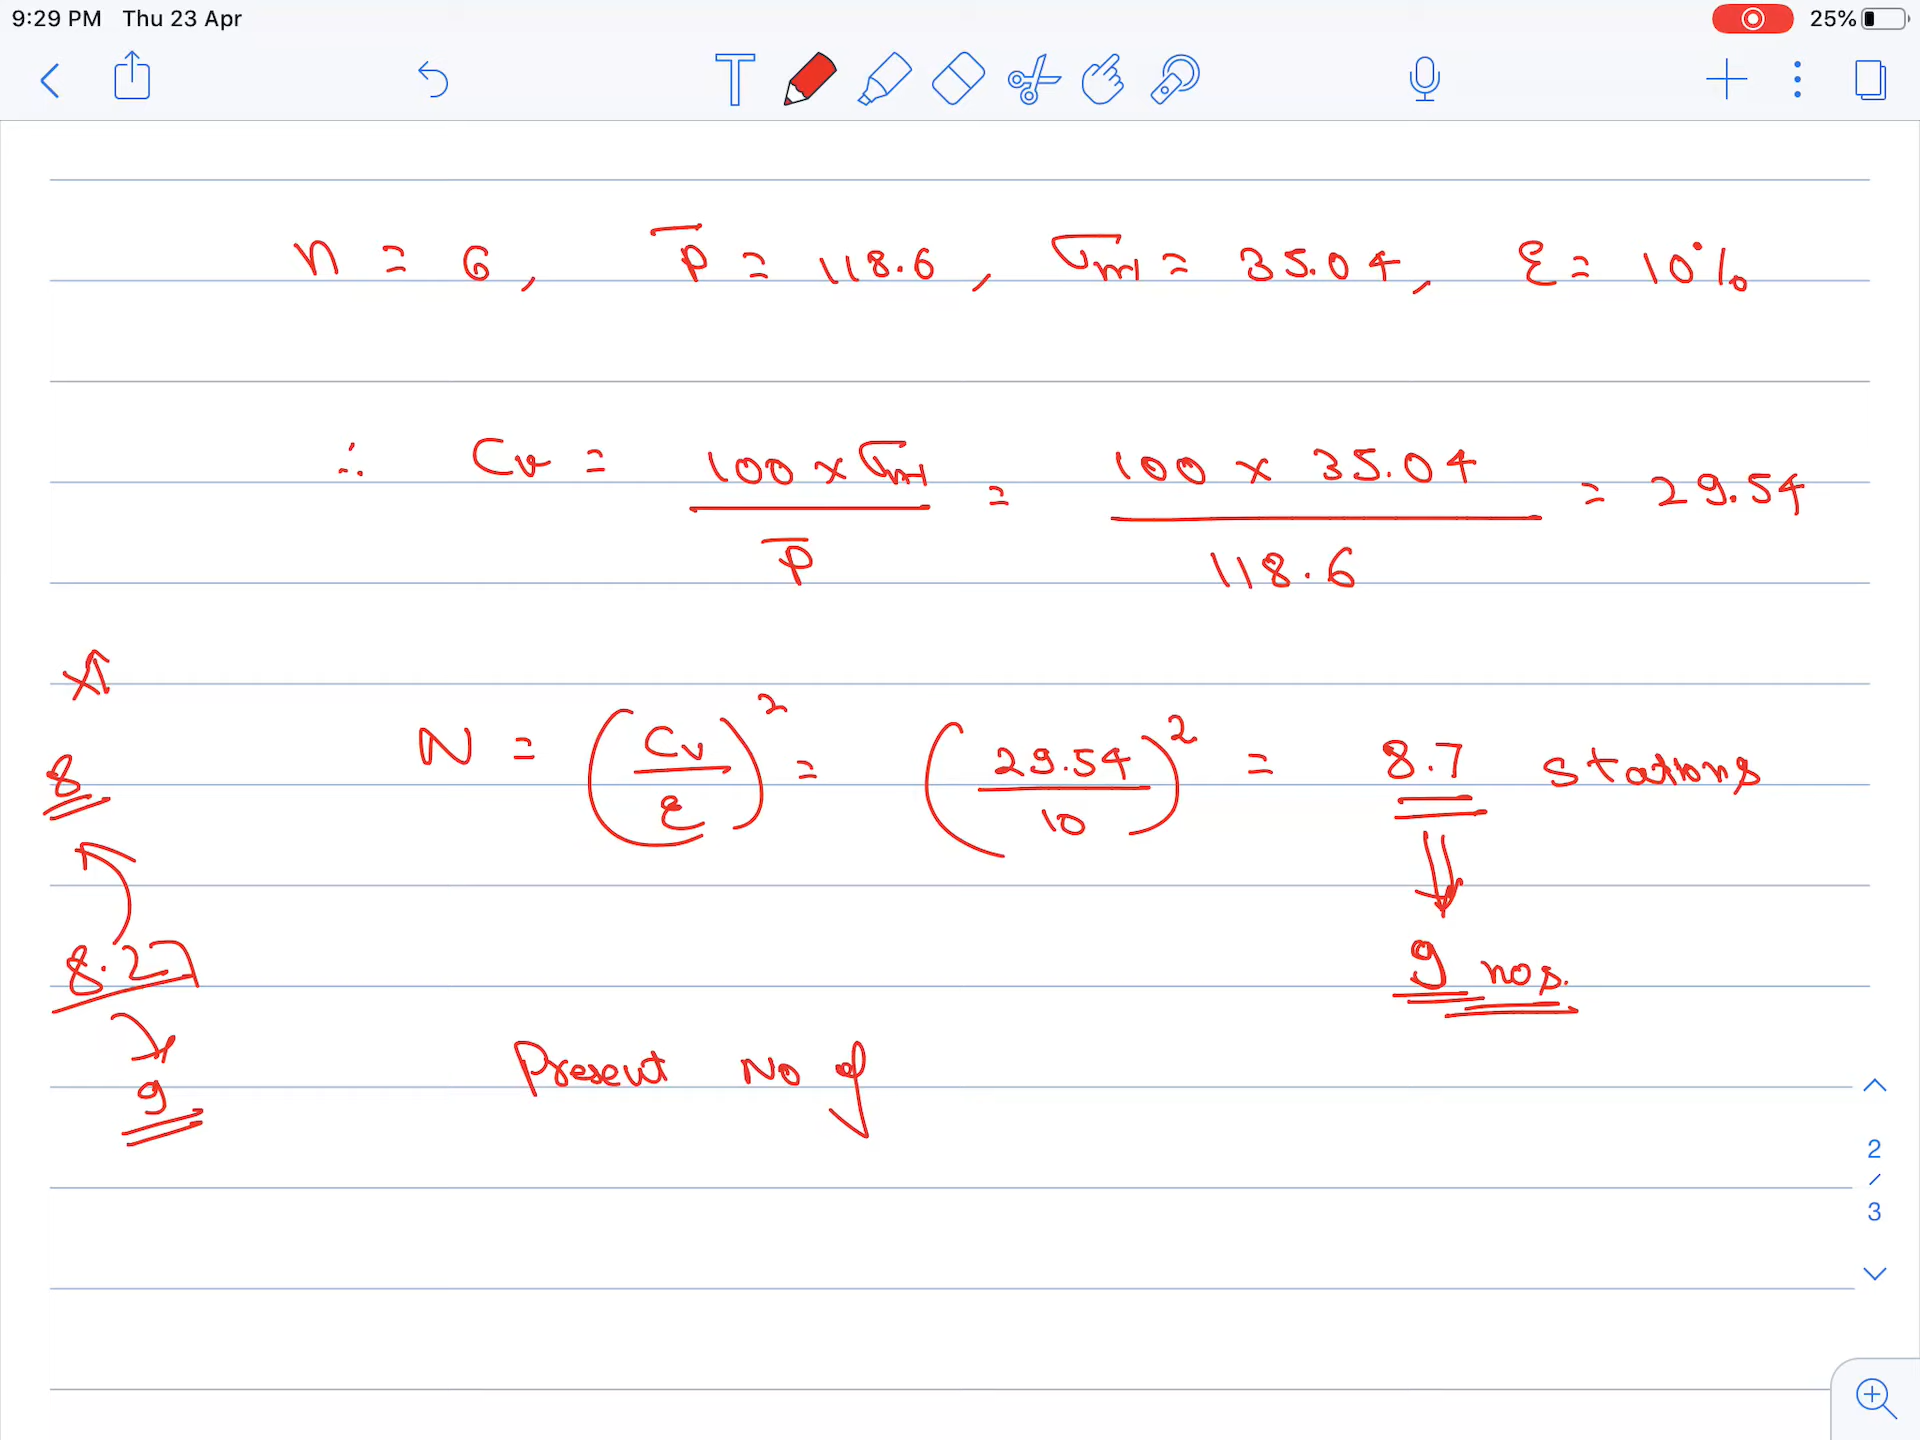 9:29 PM Thu 23 Apr
25%
T
n = 6, p̅ = 118.6, σm = 35.04, Ɛ = 10%
∴ Cv = 100 × σm / p̅ = 100 × 35.04 / 118.6 = 29.54
N = (Cv / Ɛ)² = (29.54 / 10)² = 8.7 stations
8
8.27
9 nos.
9
Present No of
2
/
3